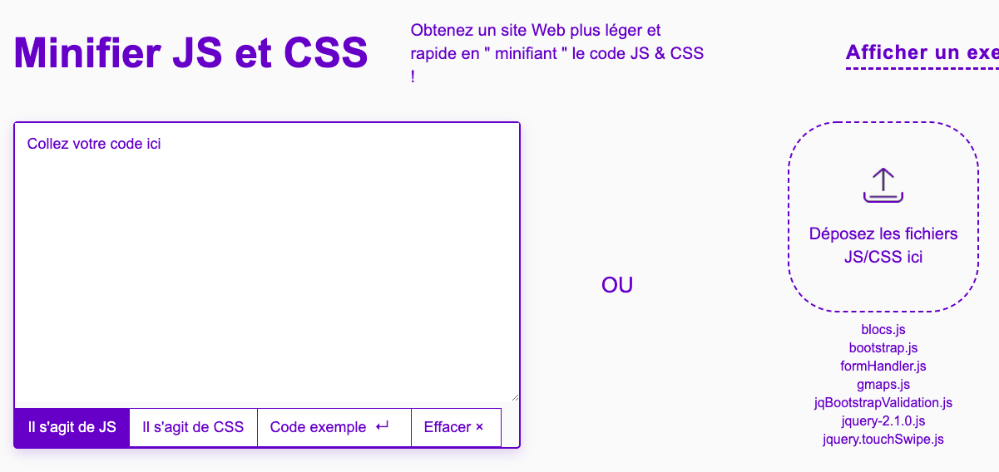 Minifier JS et CSS
Obtenez un site Web plus léger et
rapide en " minifiant " le code JS & CSS
!
Afficher un exe
Collez votre code ici
Il s'agit de JS
Il s'agit de CSS
Code exemple ↵
Effacer ×
OU
Déposez les fichiers
JS/CSS ici
blocs.js
bootstrap.js
formHandler.js
gmaps.js
jqBootstrapValidation.js
jquery-2.1.0.js
jquery.touchSwipe.js